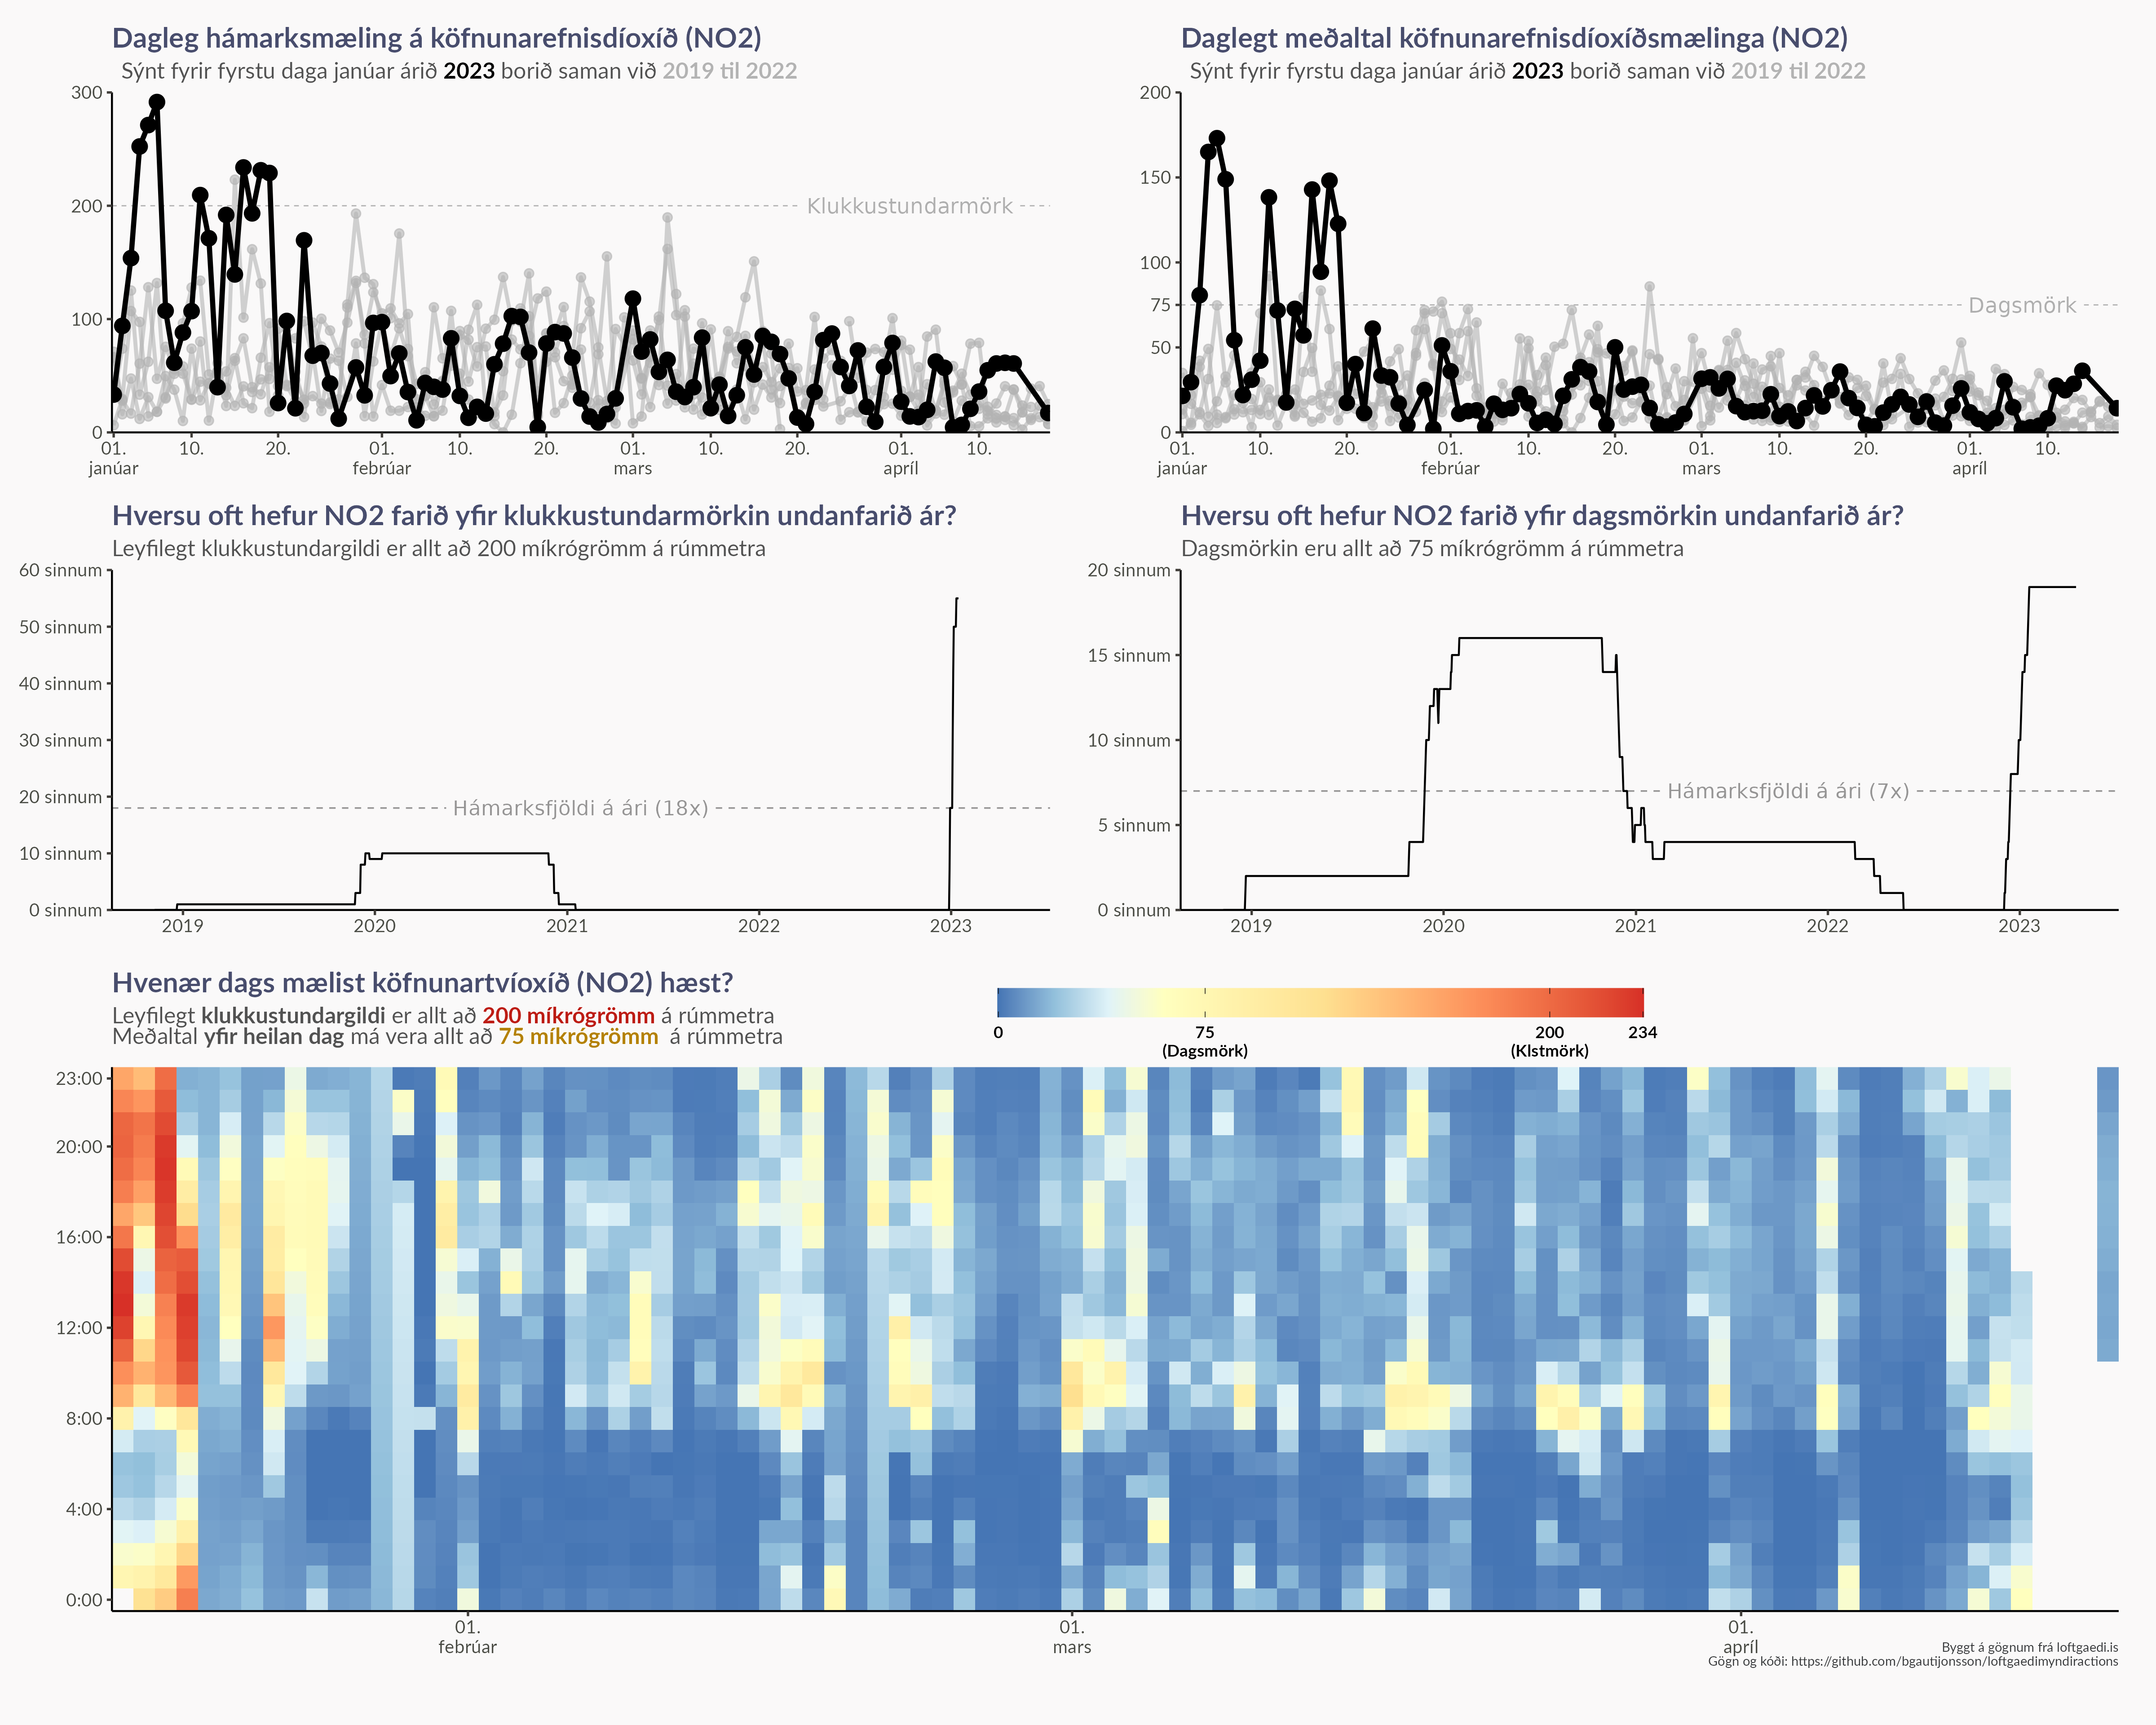 Dagleg hámarksmæling á köfnunarefnisdíoxíð (NO2)
Sýnt fyrir fyrstu daga janúar árið 2023 borið saman við 2019 til 2022
300
200
100
0
Klukkustundarmörk
01. 10. 20. 01. 10. 20. 01. 10. 20. 01. 10.
janúar febrúar mars apríl
Daglegt meðaltal köfnunarefnisdíoxíðsmælinga (NO2)
Sýnt fyrir fyrstu daga janúar árið 2023 borið saman við 2019 til 2022
200
150
100
75
50
0
Dagsmörk
01. 10. 20. 01. 10. 20. 01. 10. 20. 01. 10.
janúar febrúar mars apríl
Hversu oft hefur NO2 farið yfir klukkustundarmörkin undanfarið ár?
Leyfilegt klukkustundargildi er allt að 200 míkrógrömm á rúmmetra
60 sinnum
50 sinnum
40 sinnum
30 sinnum
20 sinnum
10 sinnum
0 sinnum
Hámarksfjöldi á ári (18x)
2019 2020 2021 2022 2023
Hversu oft hefur NO2 farið yfir dagsmörkin undanfarið ár?
Dagsmörkin eru allt að 75 míkrógrömm á rúmmetra
20 sinnum
15 sinnum
10 sinnum
5 sinnum
0 sinnum
Hámarksfjöldi á ári (7x)
2019 2020 2021 2022 2023
Hvenær dags mælist köfnunartvíoxíð (NO2) hæst?
Leyfilegt klukkustundargildi er allt að 200 míkrógrömm á rúmmetra
Meðaltal yfir heilan dag má vera allt að 75 míkrógrömm á rúmmetra
0 75 200 234
(Dagsmörk) (Klstmörk)
23:00
20:00
16:00
12:00
8:00
4:00
0:00
01. 01. 01.
febrúar mars apríl
Byggt á gögnum frá loftgaedi.is
Gögn og kóði: https://github.com/bgautijonsson/loftgaedimyndiractions